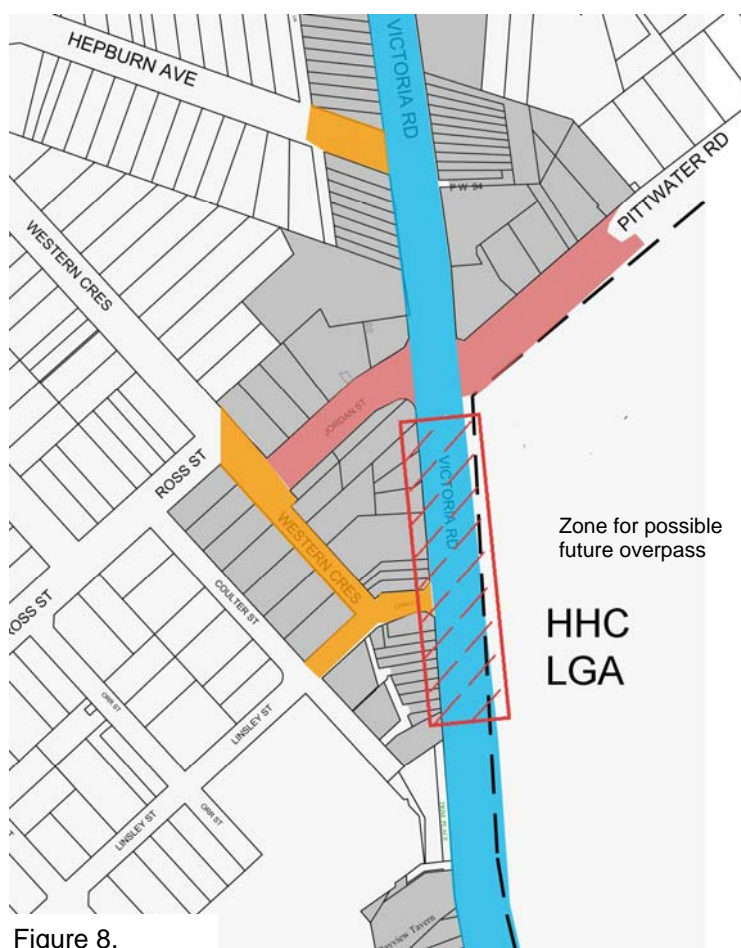 HEPBURN AVE
VICTORIA RD
PITTWATER RD
WESTERN CRES
JORDAN ST
ROSS ST
VICTORIA RD
Zone for possible
future overpass
WESTERN CRES
COULTER ST
ROSS ST
HHC
LGA
ORR ST
LINSLEY ST
ORR ST
LINSLEY ST
Bayview Tavern
Figure 8.